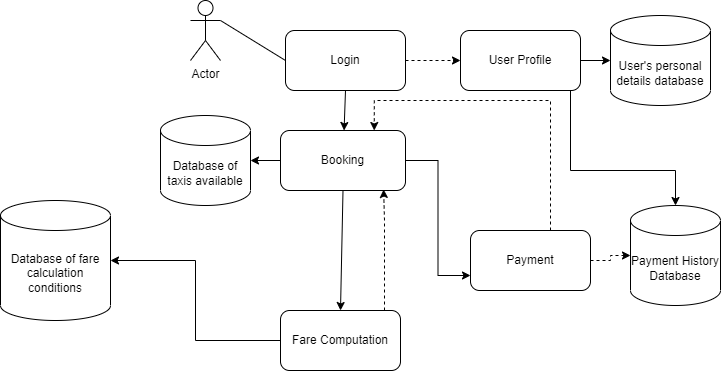 Actor
Login
User Profile
User's personal
details database
Booking
Database of
taxis available
Database of fare
calculation
conditions
Payment
Payment History
Database
Fare Computation